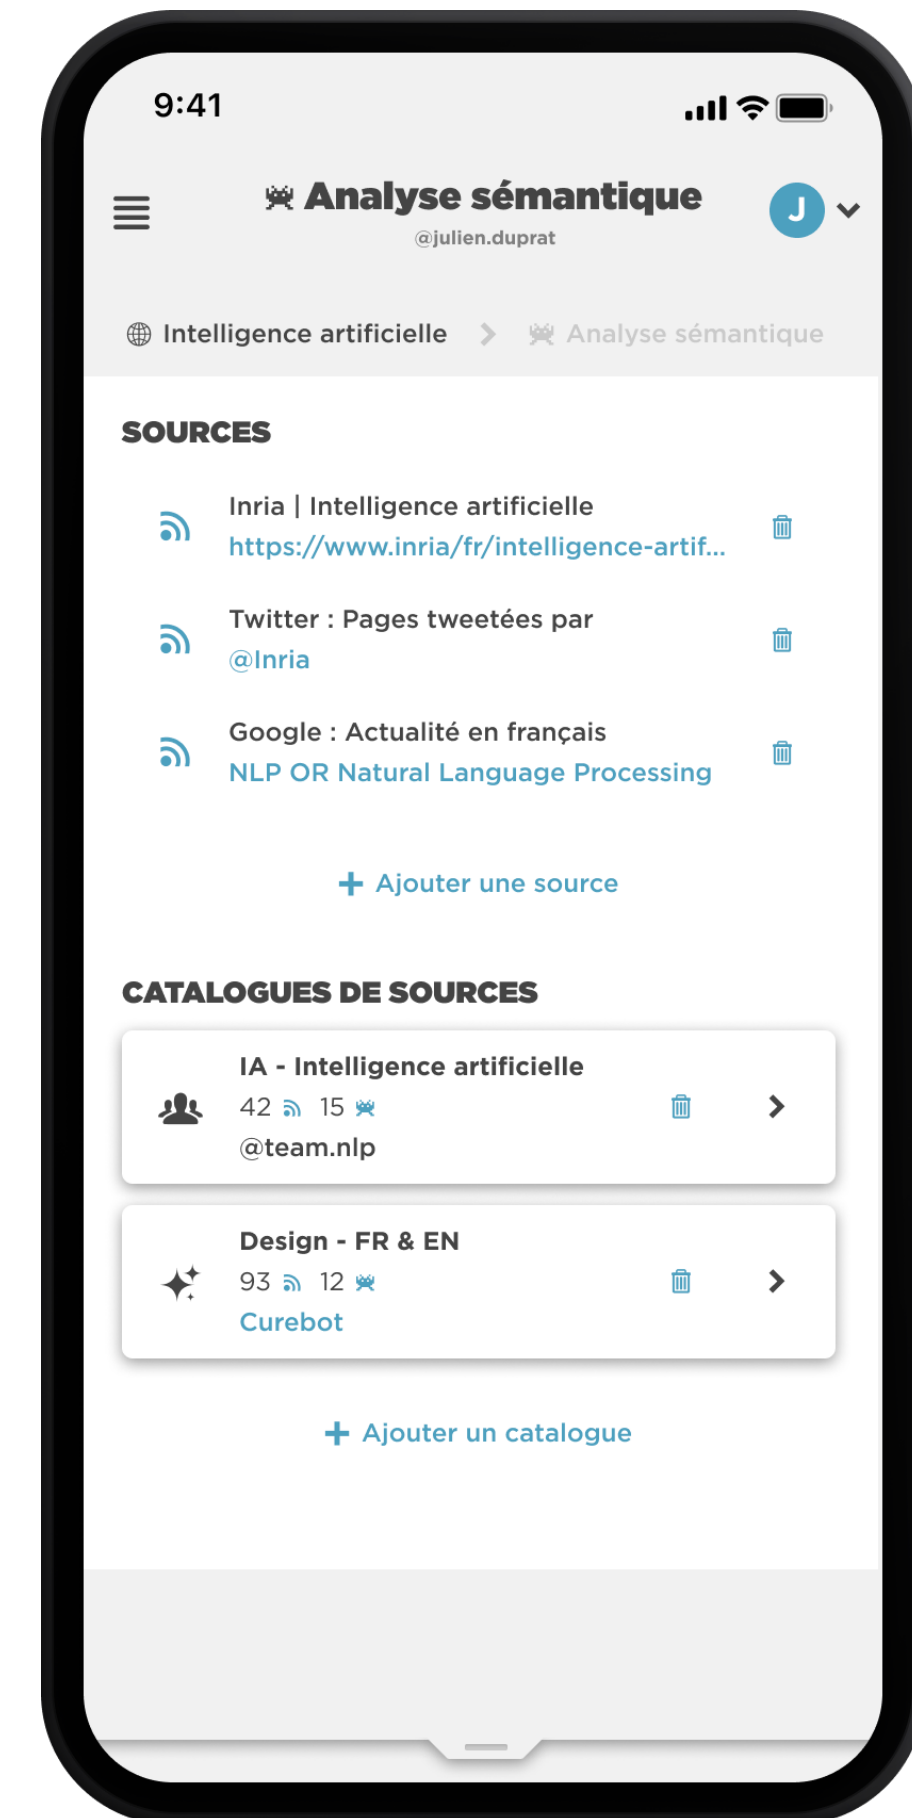 9:41
Analyse sémantique
J
@julien.duprat
Intelligence artificielle
Analyse sémantique
SOURCES
Inria | Intelligence artificielle
https://www.inria/fr/intelligence-artif...
Twitter : Pages tweetées par
@Inria
Google : Actualité en français
NLP OR Natural Language Processing
+ Ajouter une source
CATALOGUES DE SOURCES
IA - Intelligence artificielle
42 15
@team.nlp
Design - FR & EN
93 12
Curebot
+ Ajouter un catalogue